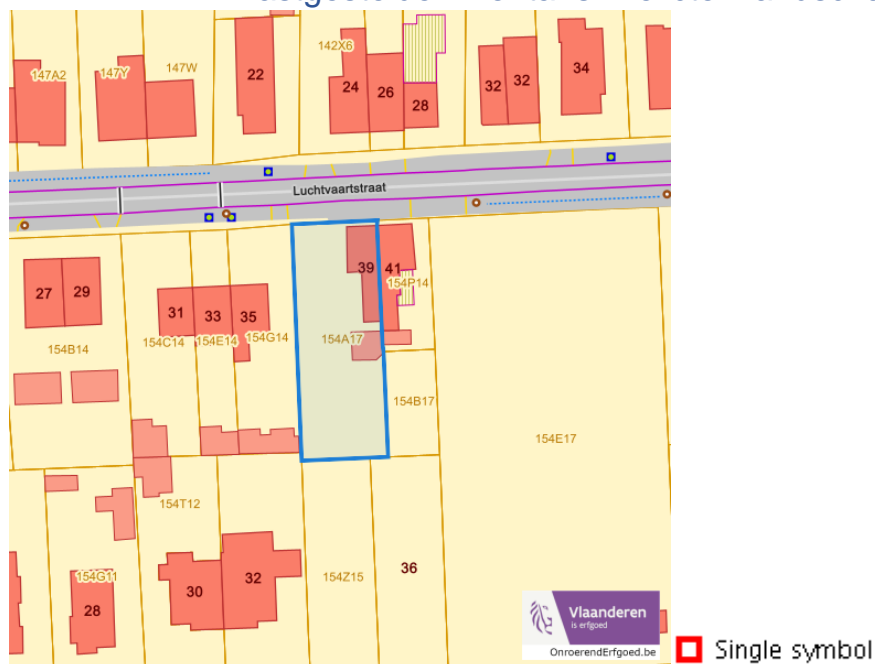 142X6
147A2
147Y
147W
22
24
26
28
32
32
34
Luchtvaartstraat
27
29
31
33
35
39
41
154P14
154B14
154C14
154E14
154G14
154A17
154B17
154E17
154T12
154G11
28
30
32
154Z15
36
Vlaanderen
is erfgoed
OnroerendErfgoed.be
Single symbol